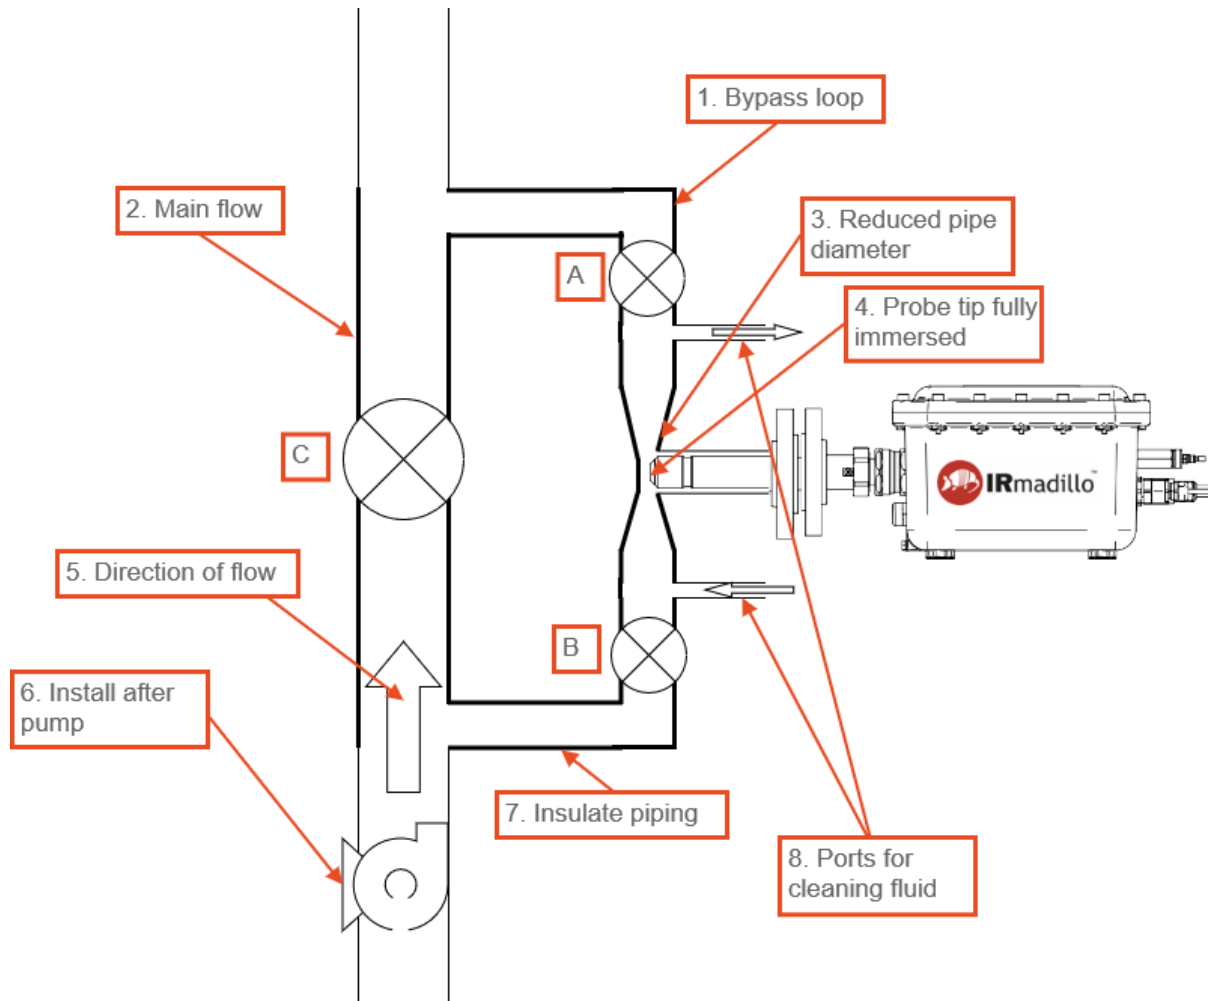 1. Bypass loop
2. Main flow
3. Reduced pipe
diameter
A
4. Probe tip fully
immersed
C
IRmadillo™
5. Direction of flow
B
6. Install after
pump
7. Insulate piping
8. Ports for
cleaning fluid